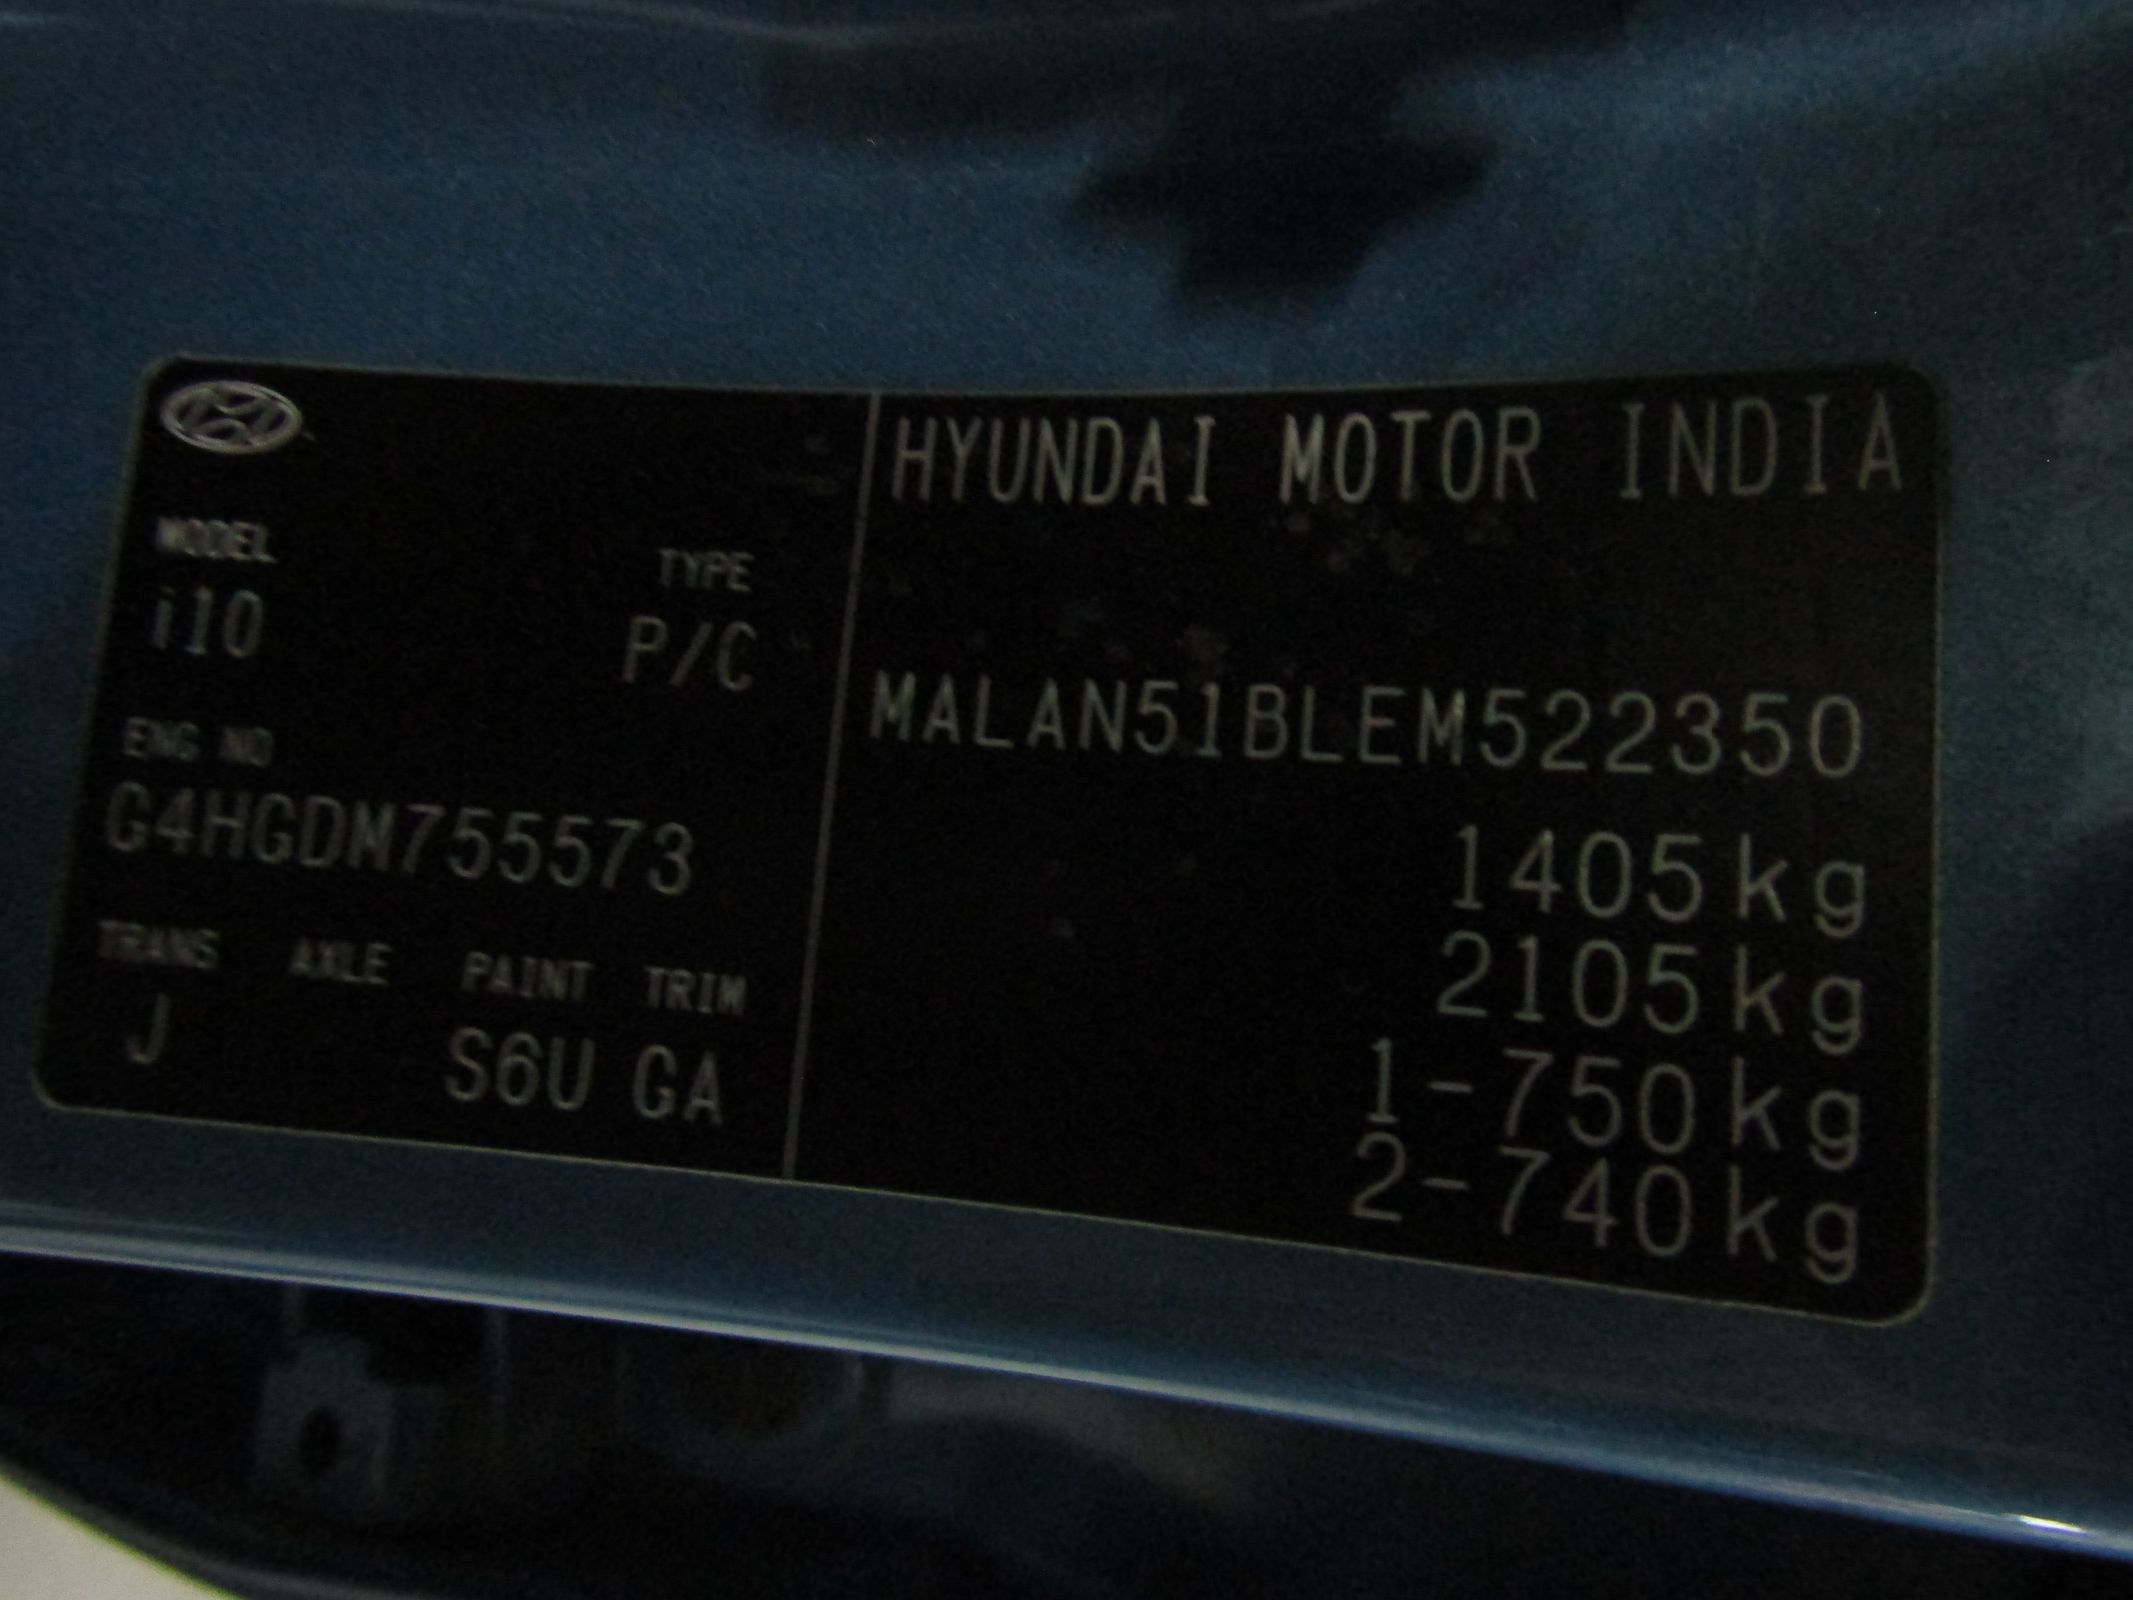 HYUNDAI MOTOR INDIA
MODEL TYPE
i10 P/C
ENG NO
G4HGDM755573
TRANS AXLE PAINT TRIM
J S6U GA
MALAN51BLEM522350
1405kg
2105kg
1-750kg
2-740kg